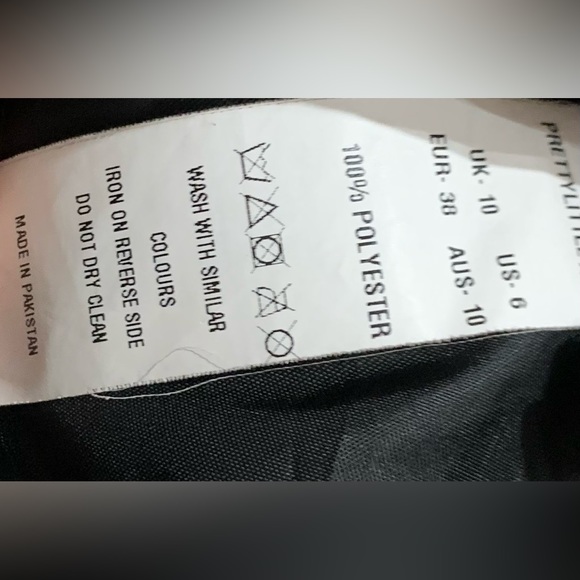 PRETTYLITTLE
UK- 10 US- 6
EUR- 38 AUS- 10
100% POLYESTER
WASH WITH SIMILAR
COLOURS
IRON ON REVERSE SIDE
DO NOT DRY CLEAN
MADE IN PAKISTAN